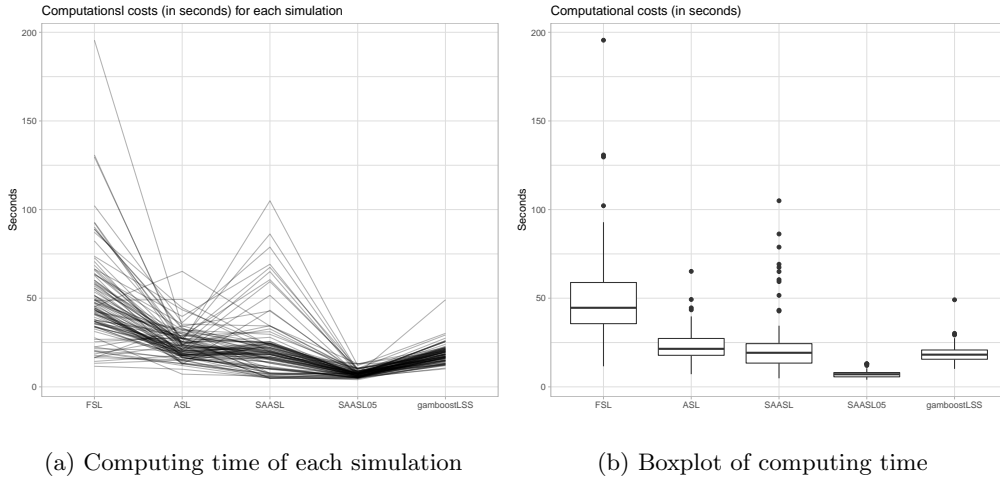 Computationsl costs (in seconds) for each simulation
200
150
100
50
0
Seconds
FSL ASL SAASL SAASL05 gamboostLSS
(a) Computing time of each simulation
Computational costs (in seconds)
200
150
100
50
0
Seconds
FSL ASL SAASL SAASL05 gamboostLSS
(b) Boxplot of computing time